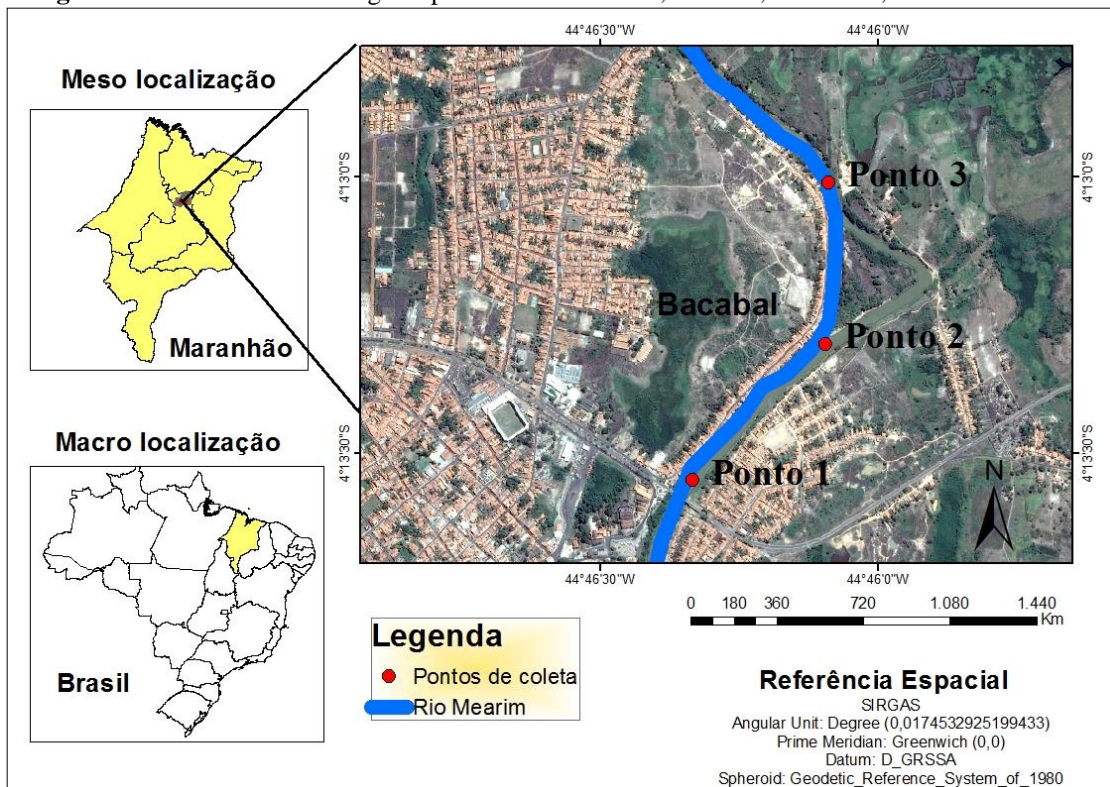 Meso localização
Maranhão
Macro localização
Brasil
44°46'30"W
44°46'0"W
4°13'0"S
4°13'0"S
Ponto 3
Bacabal
Ponto 2
4°13'30"S
4°13'30"S
Ponto 1
N
44°46'30"W
44°46'0"W
0 180 360 720 1.080 1.440
Km
Legenda
Pontos de coleta
Rio Mearim
Referência Espacial
SIRGAS
Angular Unit: Degree (0,0174532925199433)
Prime Meridian: Greenwich (0,0)
Datum: D_GRSSA
Spheroid: Geodetic_Reference_System_of_1980